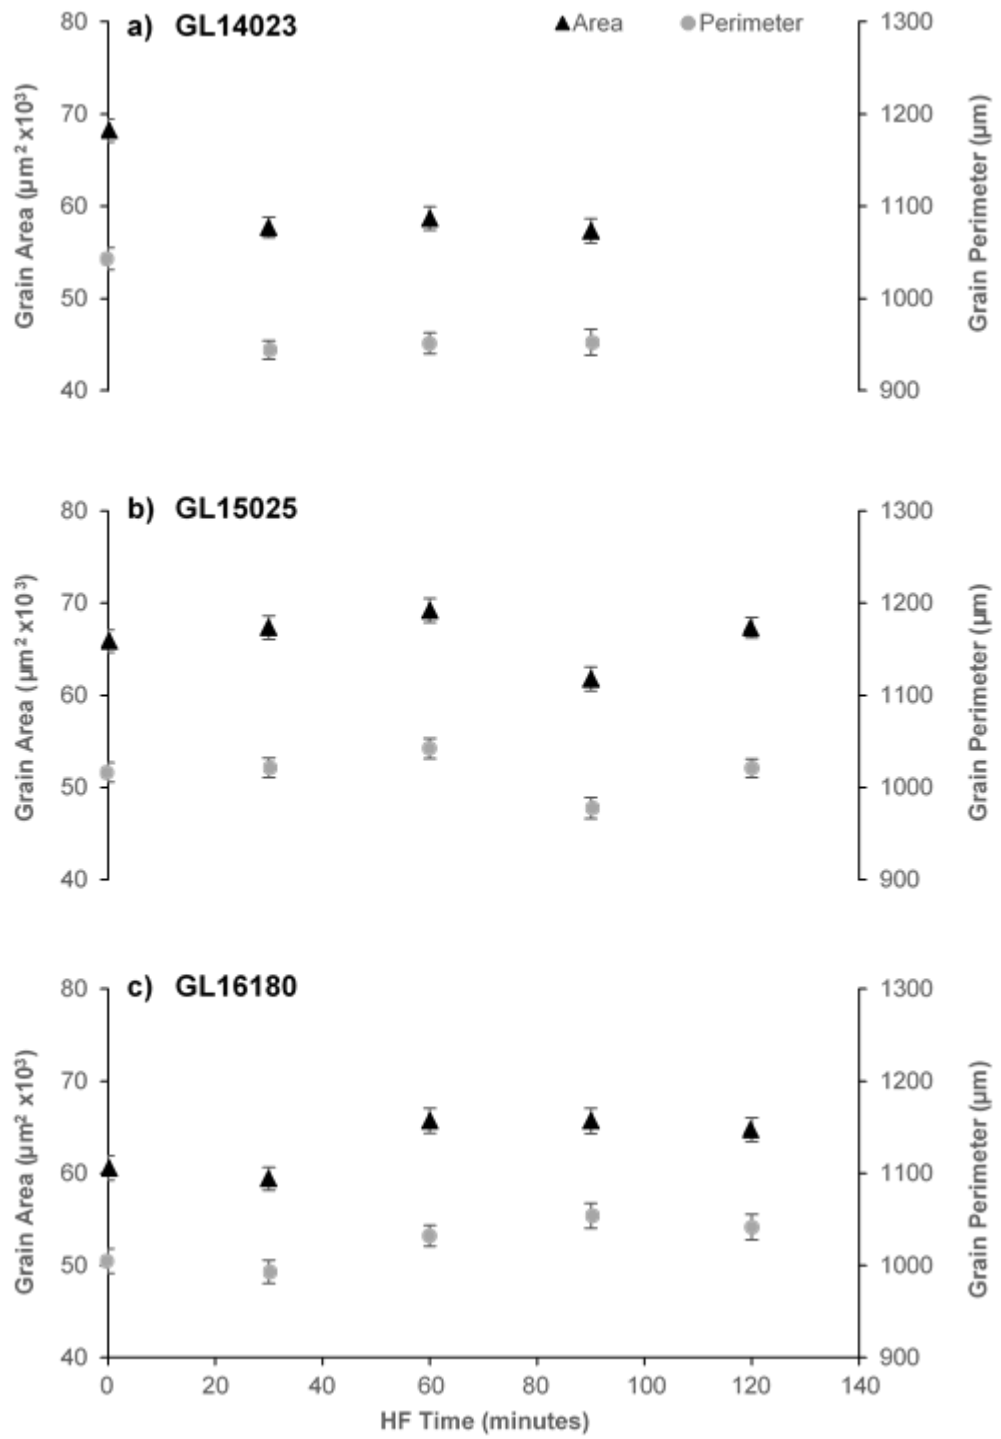 a) GL14023
Area Perimeter
80 1300
70 1200
60 1100
50 1000
40 900
Grain Area (µm² x10³)
Grain Perimeter (µm)
b) GL15025
80 1300
70 1200
60 1100
50 1000
40 900
Grain Area (µm² x10³)
Grain Perimeter (µm)
c) GL16180
80 1300
70 1200
60 1100
50 1000
40 900
Grain Area (µm² x10³)
Grain Perimeter (µm)
0 20 40 60 80 100 120 140
HF Time (minutes)